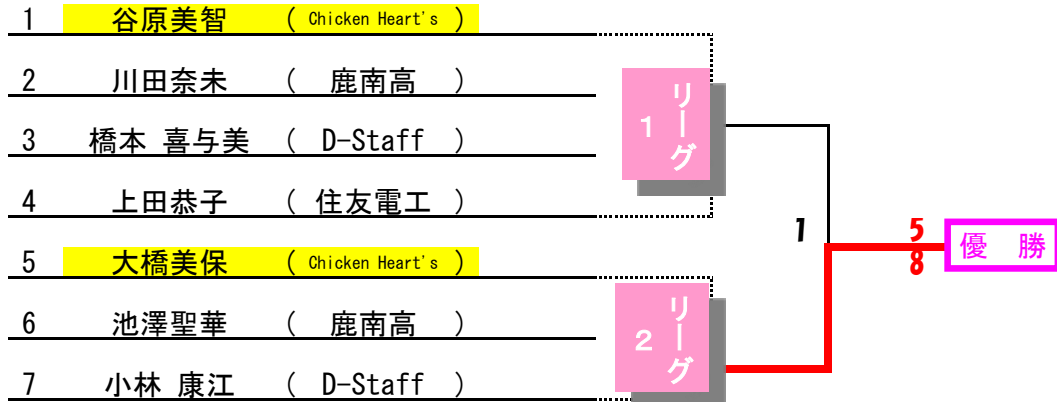 1 谷原美智 ( Chicken Heart's )
2 川田奈未 ( 鹿南高 )
3 橋本 喜与美 ( D-Staff )
4 上田恭子 ( 住友電工 )
5 大橋美保 ( Chicken Heart's )
6 池澤聖華 ( 鹿南高 )
7 小林 康江 ( D-Staff )
1リーグ
2リーグ
1
5
8
優 勝